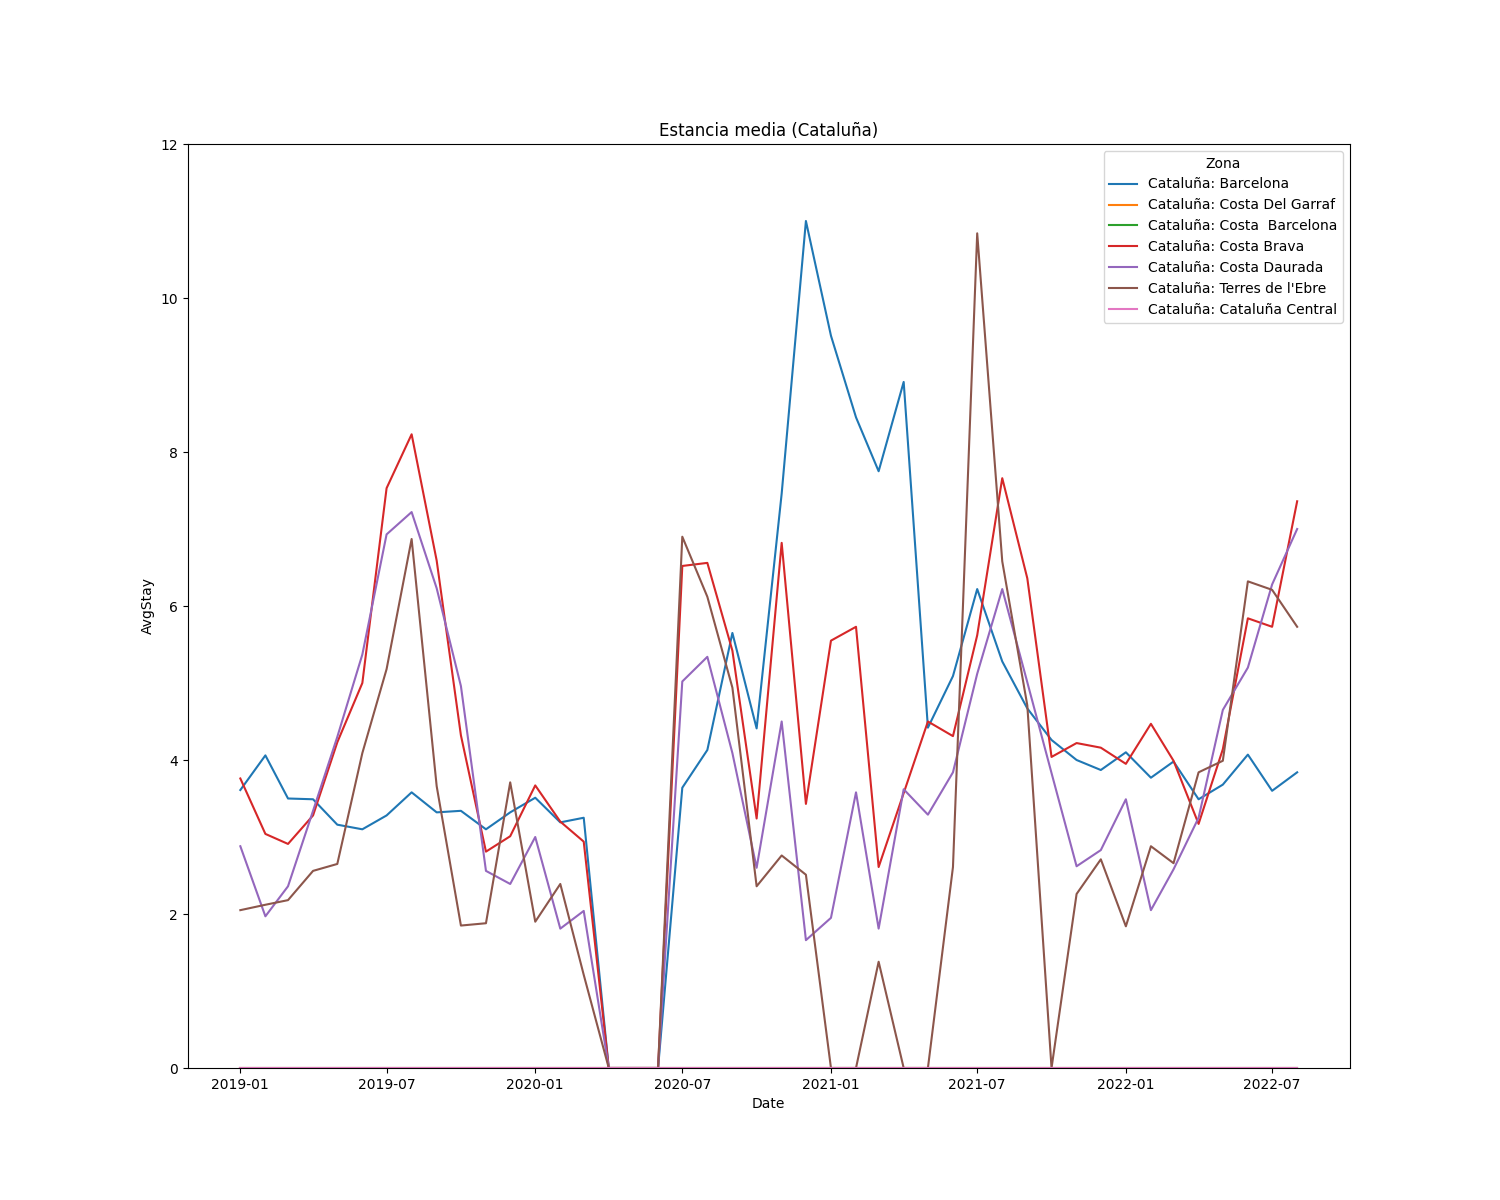 Estancia media (Cataluña)
12
10
8
6
4
2
0
AvgStay
Zona
Cataluña: Barcelona
Cataluña: Costa Del Garraf
Cataluña: Costa  Barcelona
Cataluña: Costa Brava
Cataluña: Costa Daurada
Cataluña: Terres de l'Ebre
Cataluña: Cataluña Central
2019-01 2019-07 2020-01 2020-07 2021-01 2021-07 2022-01 2022-07
Date